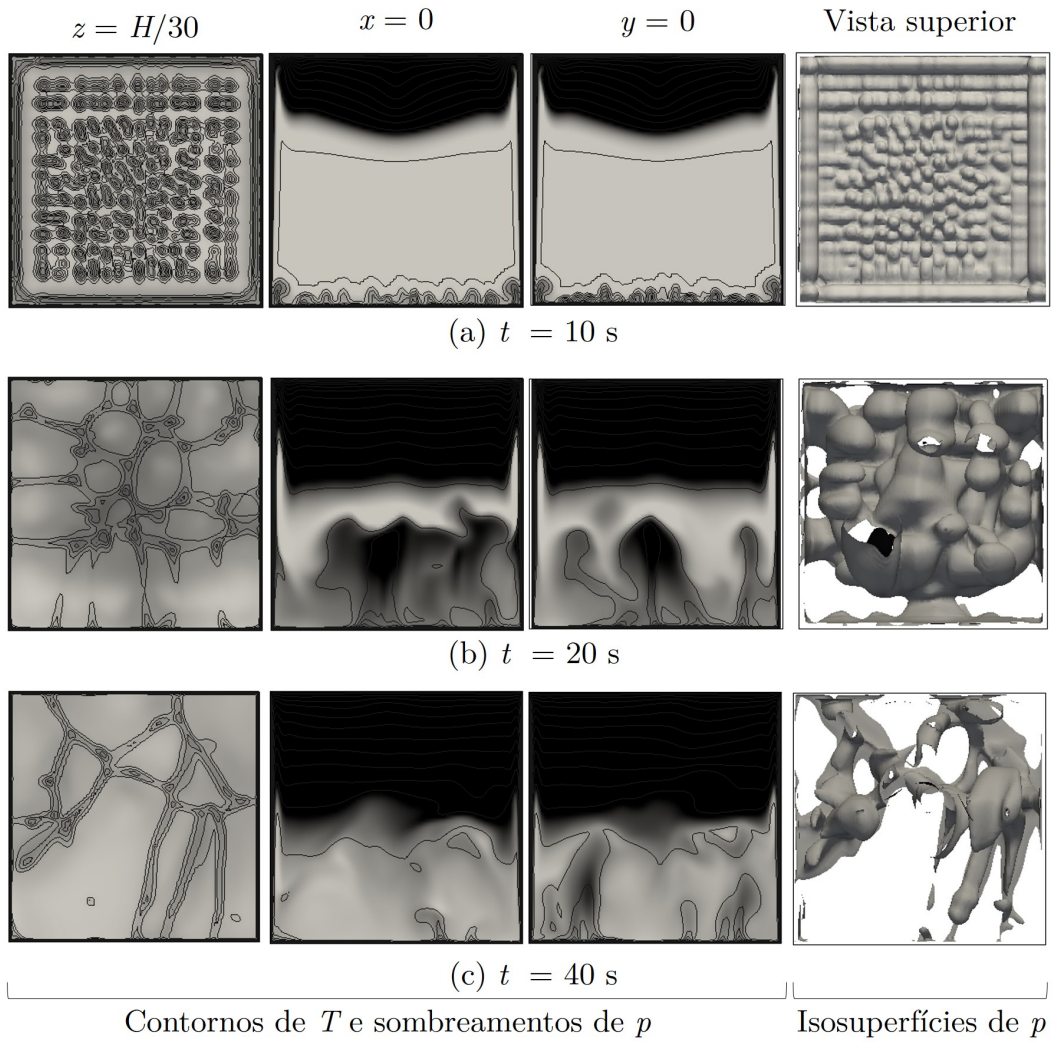 z = H/30 x = 0 y = 0 Vista superior
(a) t = 10 s
(b) t = 20 s
(c) t = 40 s
Contornos de T e sombreamentos de p Isosuperfícies de p